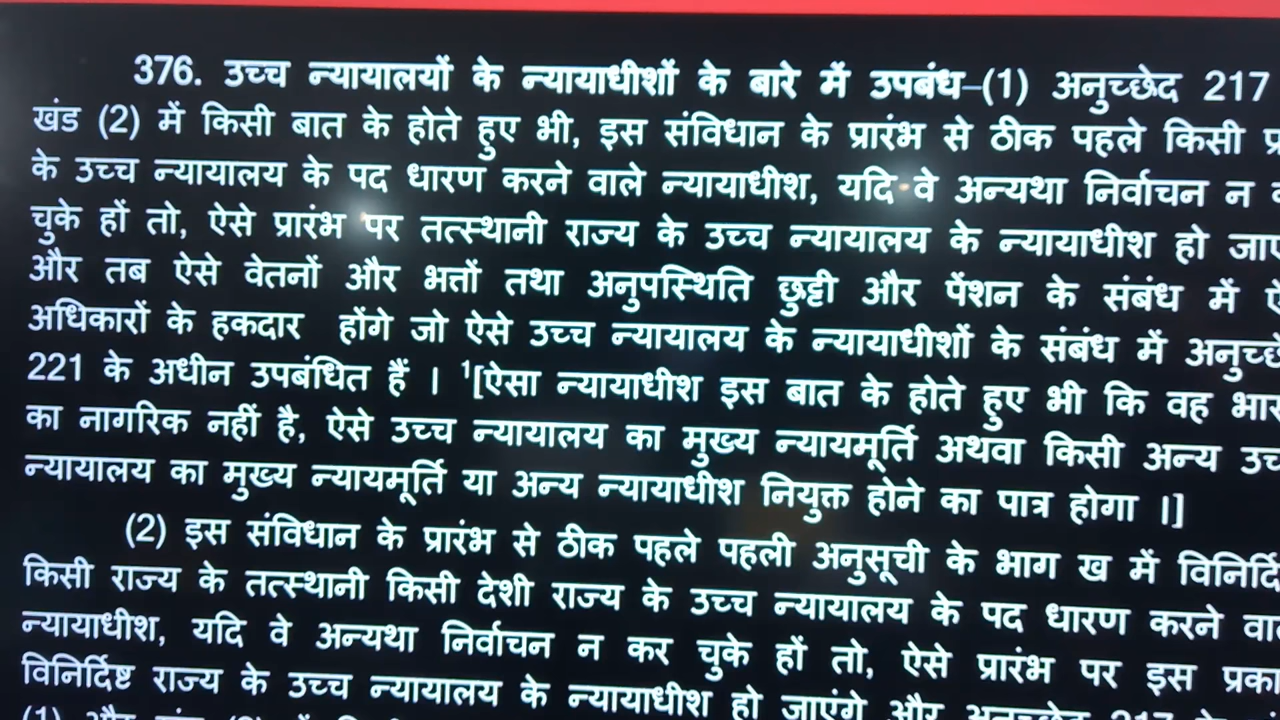 376. उच्च न्यायालयों के न्यायाधीशों के बारे में उपबंध–(1) अनुच्छेद 217
खंड (2) में किसी बात के होते हुए भी, इस संविधान के प्रारंभ से ठीक पहले किसी
के उच्च न्यायालय के पद धारण करने वाले न्यायाधीश, यदि वे अन्यथा निर्वाचन न
चुके हों तो, ऐसे प्रारंभ पर तत्स्थानी राज्य के उच्च न्यायालय के न्यायाधीश हो
और तब ऐसे वेतनों और भत्तों तथा अनुपस्थिति छुट्टी और पेंशन के संबंध में
अधिकारों के हकदार होंगे जो ऐसे उच्च न्यायालय के न्यायाधीशों के संबंध में
221 के अधीन उपबंधित हैं । ¹[ऐसा न्यायाधीश इस बात के होते हुए भी कि वह
का नागरिक नहीं है, ऐसे उच्च न्यायालय का मुख्य न्यायमूर्ति अथवा किसी अन्य
न्यायालय का मुख्य न्यायमूर्ति या अन्य न्यायाधीश नियुक्त होने का पात्र होगा ।]
(2) इस संविधान के प्रारंभ से ठीक पहले पहली अनुसूची के भाग ख में
किसी राज्य के तत्स्थानी किसी देशी राज्य के उच्च न्यायालय के पद धारण करने
न्यायाधीश, यदि वे अन्यथा निर्वाचन न कर चुके हों तो, ऐसे प्रारंभ पर इस
विनिर्दिष्ट राज्य के उच्च न्यायालय के न्यायाधीश हो जाएंगे और